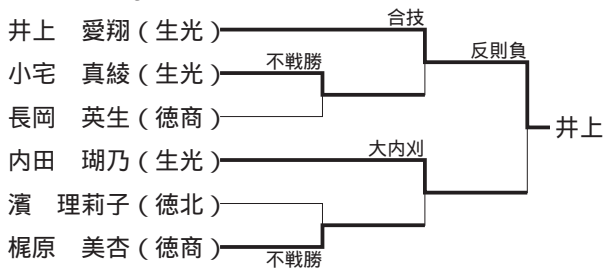 合技
井上　愛翔（生光）
反則負
小宅　真綾（生光）
不戦勝
長岡　英生（徳商）
井上
大内刈
内田　瑚乃（生光）
濱　理莉子（徳北）
梶原　美杏（徳商）
不戦勝